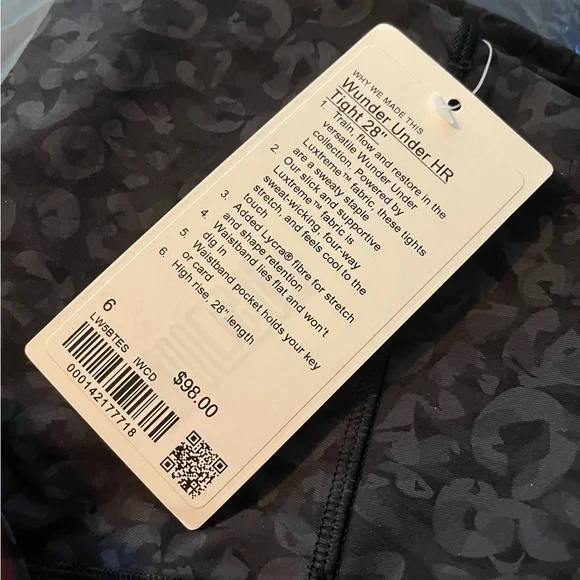 WHY WE MADE THIS
Wunder Under HR
Tight 28"
1. Train, flow and restore in the
versatile Wunder Under
collection. Powered by
Luxtreme™ fabric, these tights
are a sweaty staple
2. Our slick and supportive
Luxtreme™ fabric is
sweat-wicking, four-way
stretch, and feels cool to the
touch
3. Added Lycra® fibre for stretch
and shape retention
4. Waistband lies flat and won't
dig in
5. Waistband pocket holds your key
or card
6. High rise, 28" length
6
LW5BTES IWCD
$98.00
000142177718